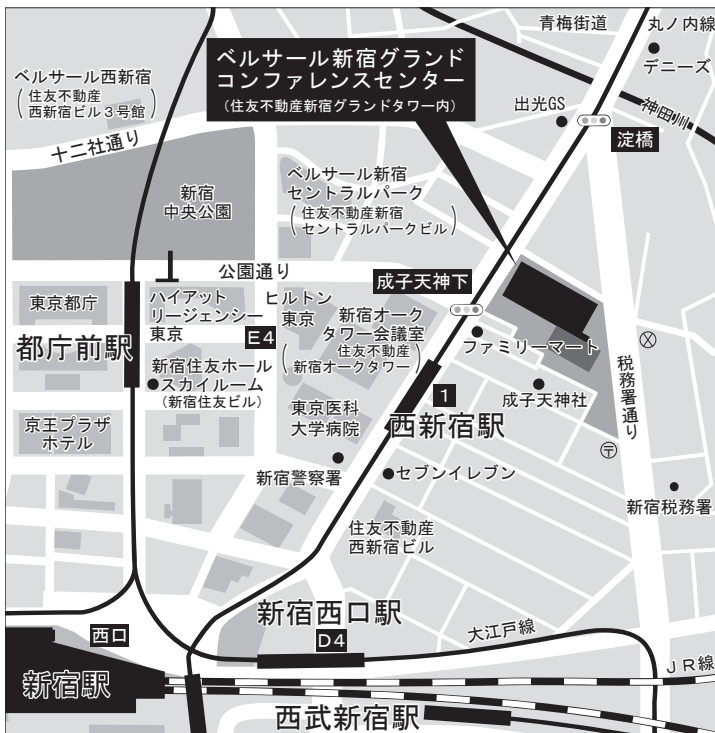 青梅街道
丸ノ内線
デニーズ
ベルサール新宿グランド
コンファレンスセンター
(住友不動産新宿グランドタワー内)
ベルサール西新宿
(住友不動産
西新宿ビル3号館)
出光GS
神田川
淀橋
十二社通り
新宿
中央公園
ベルサール新宿
セントラルパーク
(住友不動産新宿
セントラルパークビル)
公園通り
成子天神下
東京都庁
ハイアット
リージェンシー
東京
ヒルトン
東京
E4
新宿オーク
タワー会議室
(住友不動産
新宿オークタワー)
ファミリーマート
税務署通り
都庁前駅
新宿住友ホール
スカイルーム
(新宿住友ビル)
1
成子天神社
西新宿駅
京王プラザ
ホテル
東京医科
大学病院
〒
新宿警察署
セブンイレブン
新宿税務署
住友不動産
西新宿ビル
新宿西口駅
D4
西口
大江戸線
JR線
新宿駅
西武新宿駅